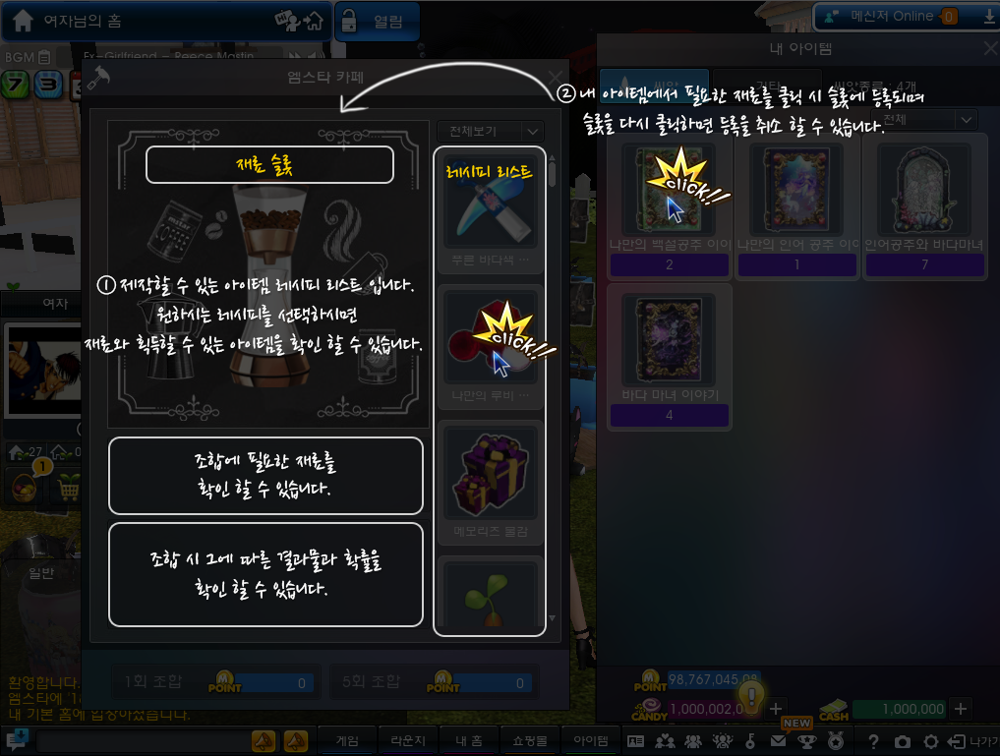 여자님의 홈
열림
메신저 Online 0
BGM
Ex-Girlfriend - Reece Mastin
7
3
엠스타 카페
내 아이템
씨앗종류 : 4개
② 내 아이템에서 필요한 재료를 클릭 시 슬롯에 등록되며
슬롯을 다시 클릭하면 등록을 취소 할 수 있습니다.
전체보기
전체
재료 슬롯
레시피 리스트
푸른 바다색 ...
click!!
나만의 백설공주 이야
2
나만의 인어 공주 이야
1
인어공주와 바다마녀
7
① 제작할 수 있는 아이템 레시피 리스트 입니다.
원하시는 레시피를 선택하시면
재료와 획득할 수 있는 아이템을 확인 할 수 있습니다.
여자
click!!
나만의 루비 ...
바다 마녀 이야기
4
27
1
조합에 필요한 재료를
확인 할 수 있습니다.
메모리즈 물감
조합 시 그에 따른 결과물과 확률을
확인 할 수 있습니다.
일반
환영합니다.
엠스타에
내 기본 홈에 입장하셨습니다.
1회 조합
M POINT 0
5회 조합
M POINT 0
M POINT 98,767,045,08
CANDY 1,000,002,0
CASH 1,000,000
NEW
게임
라운지
내 홈
쇼핑몰
아이템
나가기